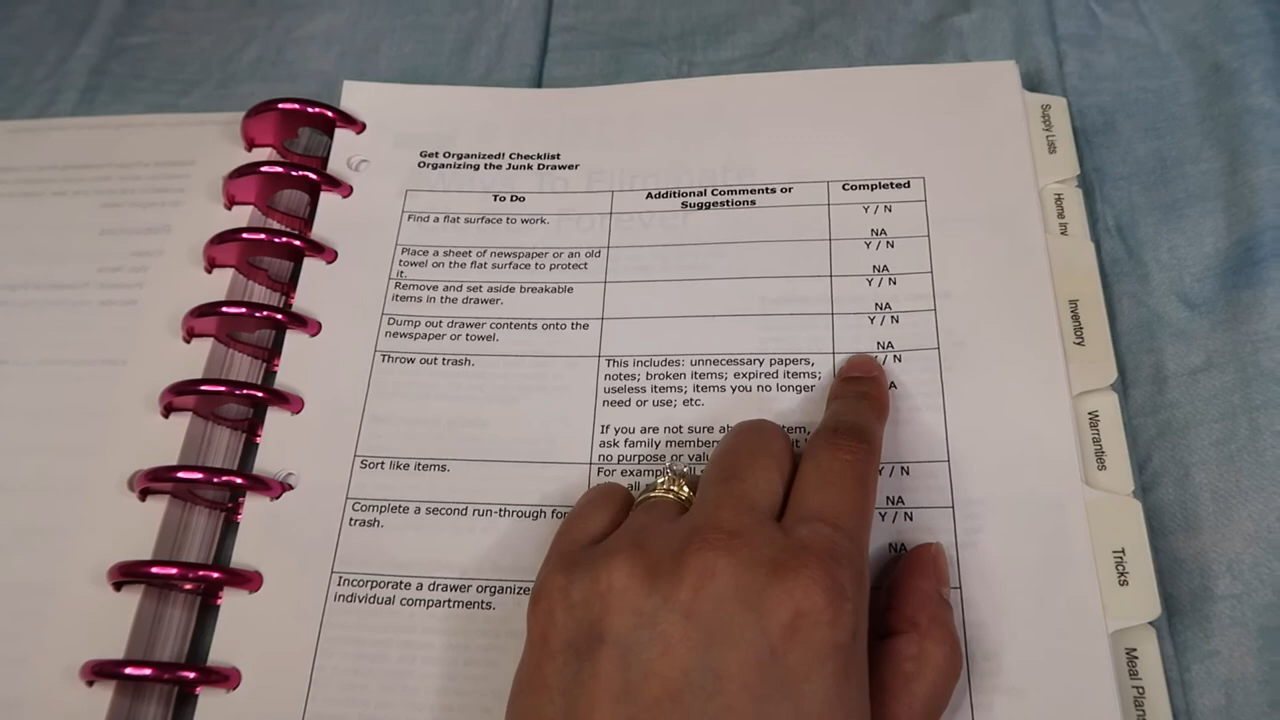 Get Organized! Checklist
Organizing the Junk Drawer
To Do
Additional Comments or
Suggestions
Completed
Find a flat surface to work.
Y / N
NA
Place a sheet of newspaper or an old
towel on the flat surface to protect
it.
Y / N
NA
Remove and set aside breakable
items in the drawer.
Y / N
NA
Dump out drawer contents onto the
newspaper or towel.
Y / N
NA
Throw out trash.
This includes: unnecessary papers,
notes; broken items; expired items;
useless items; items you no longer
need or use; etc.
If you are not sure
ask family
no purpose or
/ N
Sort like items.
For
all
Y / N
NA
Complete a second run-through for
trash.
Y / N
NA
Incorporate a drawer
individual compartments.
Supply Lists
Home Inv
Inventory
Warranties
Tricks
Meal